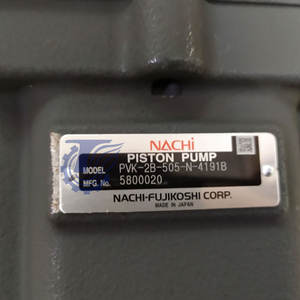 NACHi
PISTON PUMP
MODEL PVK-2B-505-N-4191B
MFG. No. 5800020
NACHI-FUJIKOSHI CORP.
MADE IN JAPAN